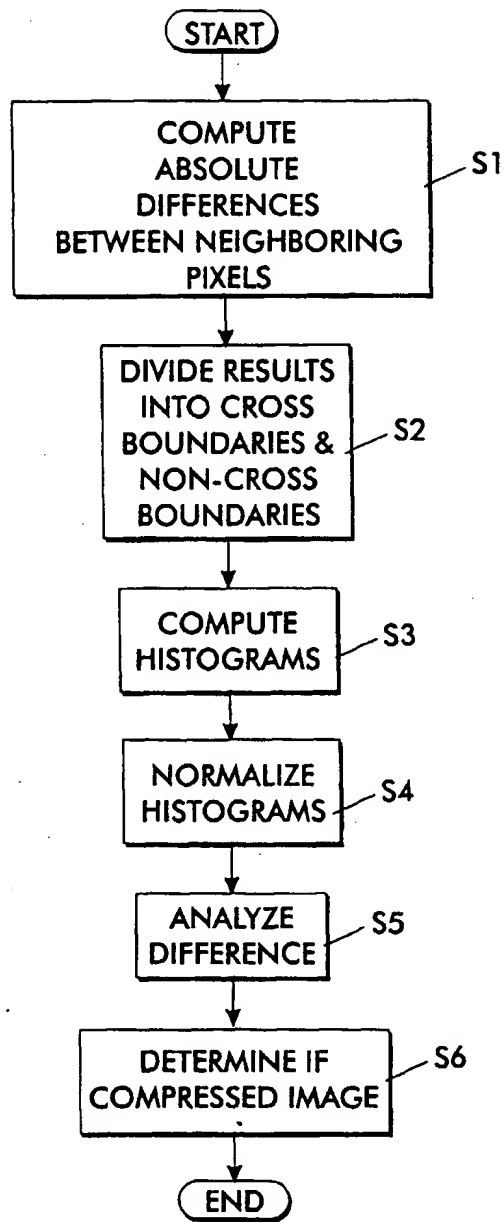 START
COMPUTE
ABSOLUTE
DIFFERENCES
BETWEEN NEIGHBORING
PIXELS
S1
DIVIDE RESULTS
INTO CROSS
BOUNDARIES &
NON-CROSS
BOUNDARIES
S2
COMPUTE
HISTOGRAMS
S3
NORMALIZE
HISTOGRAMS
S4
ANALYZE
DIFFERENCE
S5
DETERMINE IF
COMPRESSED IMAGE
S6
END